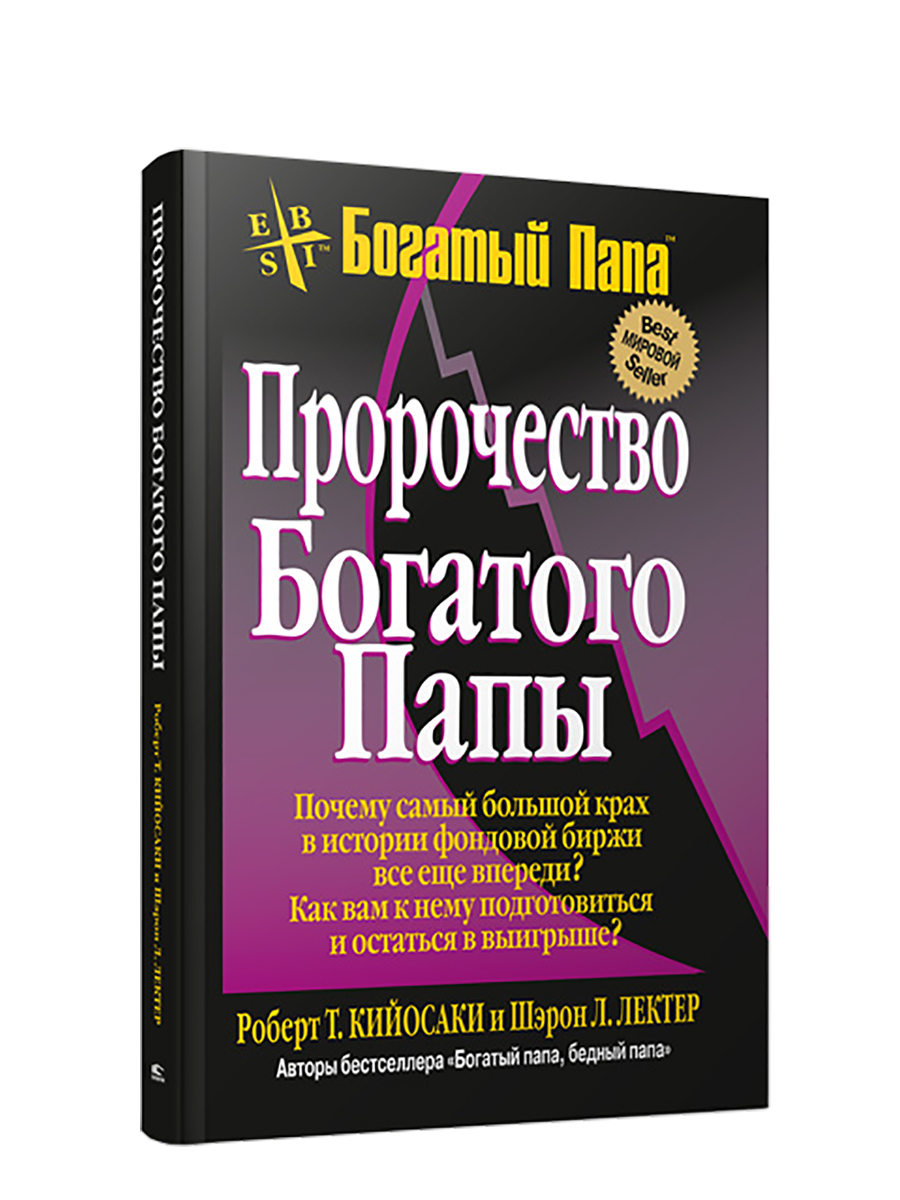 ПРОРОЧЕСТВО БОГАТОГО ПАПЫ
Роберт Т. КИЙОСАКИ и Шэрон Л. ЛЕКТЕР
E B
S I™
Богатый Папа™
Best
МИРОВОЙ
Seller
Пророчество
Богатого
Папы
Почему самый большой крах
в истории фондовой биржи
все еще впереди?
Как вам к нему подготовиться
и остаться в выигрыше?
Роберт Т. КИЙОСАКИ и Шэрон Л. ЛЕКТЕР
Авторы бестселлера «Богатый папа, бедный папа»